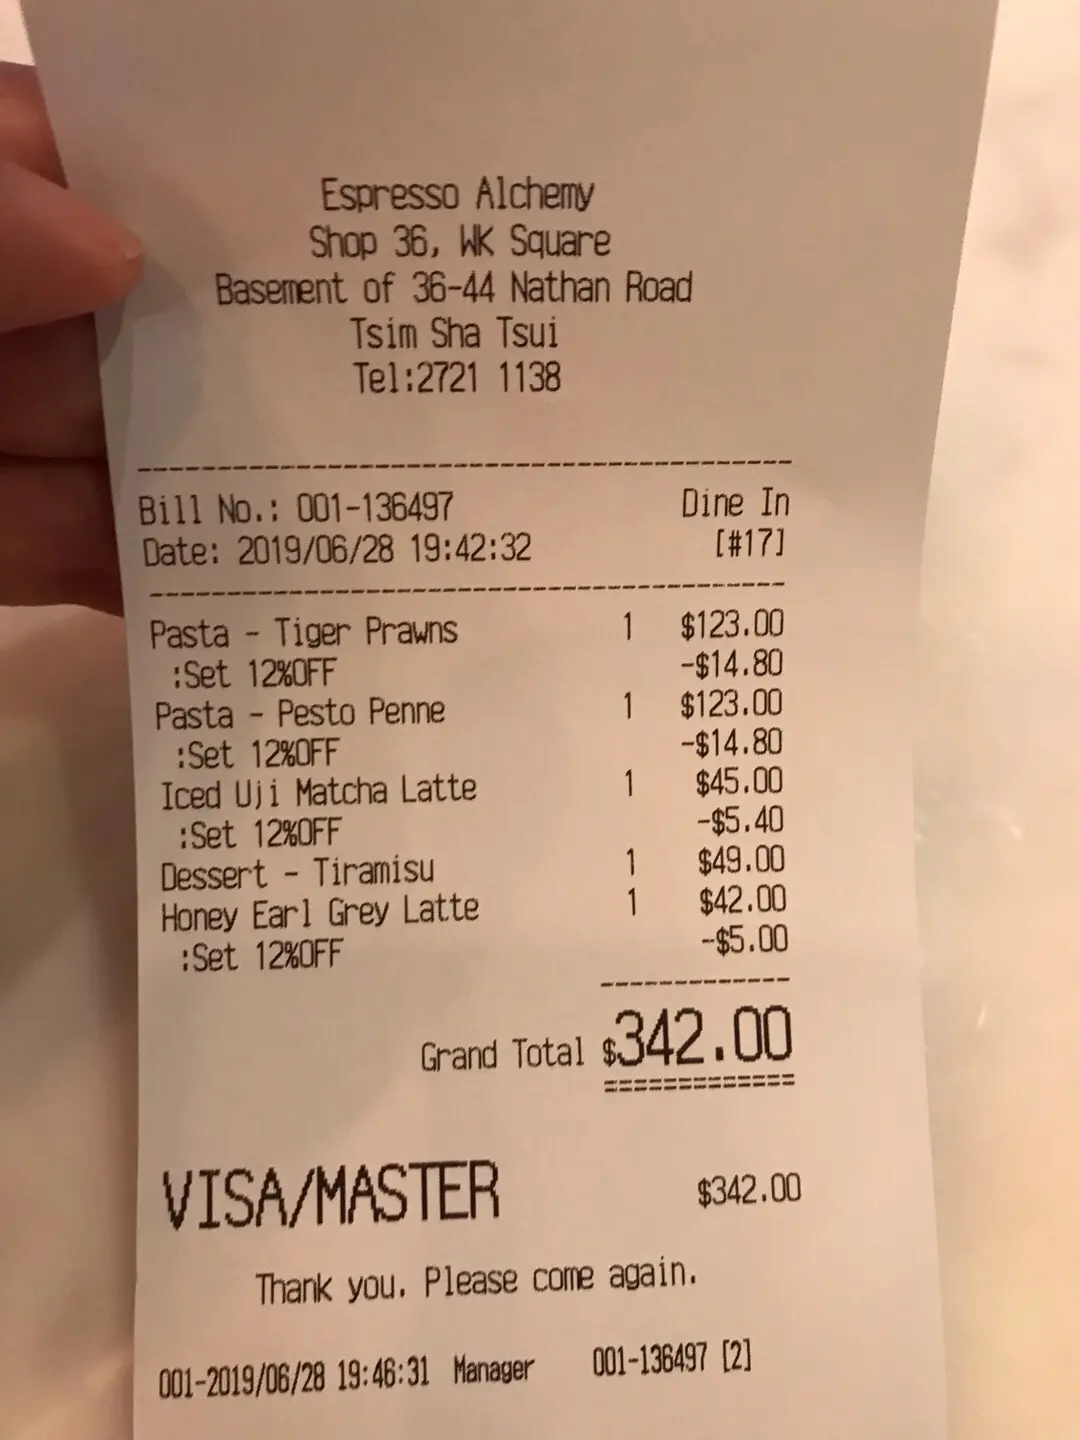 Espresso Alchemy
Shop 36, WK Square
Basement of 36-44 Nathan Road
Tsim Sha Tsui
Tel:2721 1138
Bill No.: 001-136497 Dine In
Date: 2019/06/28 19:42:32 [#17]
Pasta - Tiger Prawns 1 $123.00
:Set 12%OFF -$14.80
Pasta - Pesto Penne 1 $123.00
:Set 12%OFF -$14.80
Iced Uji Matcha Latte 1 $45.00
:Set 12%OFF -$5.40
Dessert - Tiramisu 1 $49.00
Honey Earl Grey Latte 1 $42.00
:Set 12%OFF -$5.00
Grand Total $342.00
VISA/MASTER $342.00
Thank you. Please come again.
001-2019/06/28 19:46:31 Manager 001-136497 [2]